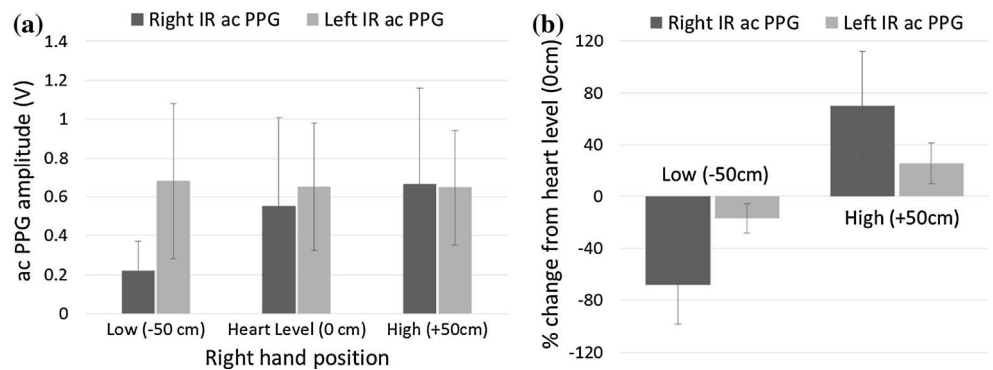 (a)
Right IR ac PPG
Left IR ac PPG
ac PPG amplitude (V)
1.4
1.2
1
0.8
0.6
0.4
0.2
0
Low (-50 cm)
Heart Level (0 cm)
High (+50cm)
Right hand position
(b)
Right IR ac PPG
Left IR ac PPG
% change from heart level (0cm)
120
80
40
0
-40
-80
-120
Low (-50cm)
High (+50cm)